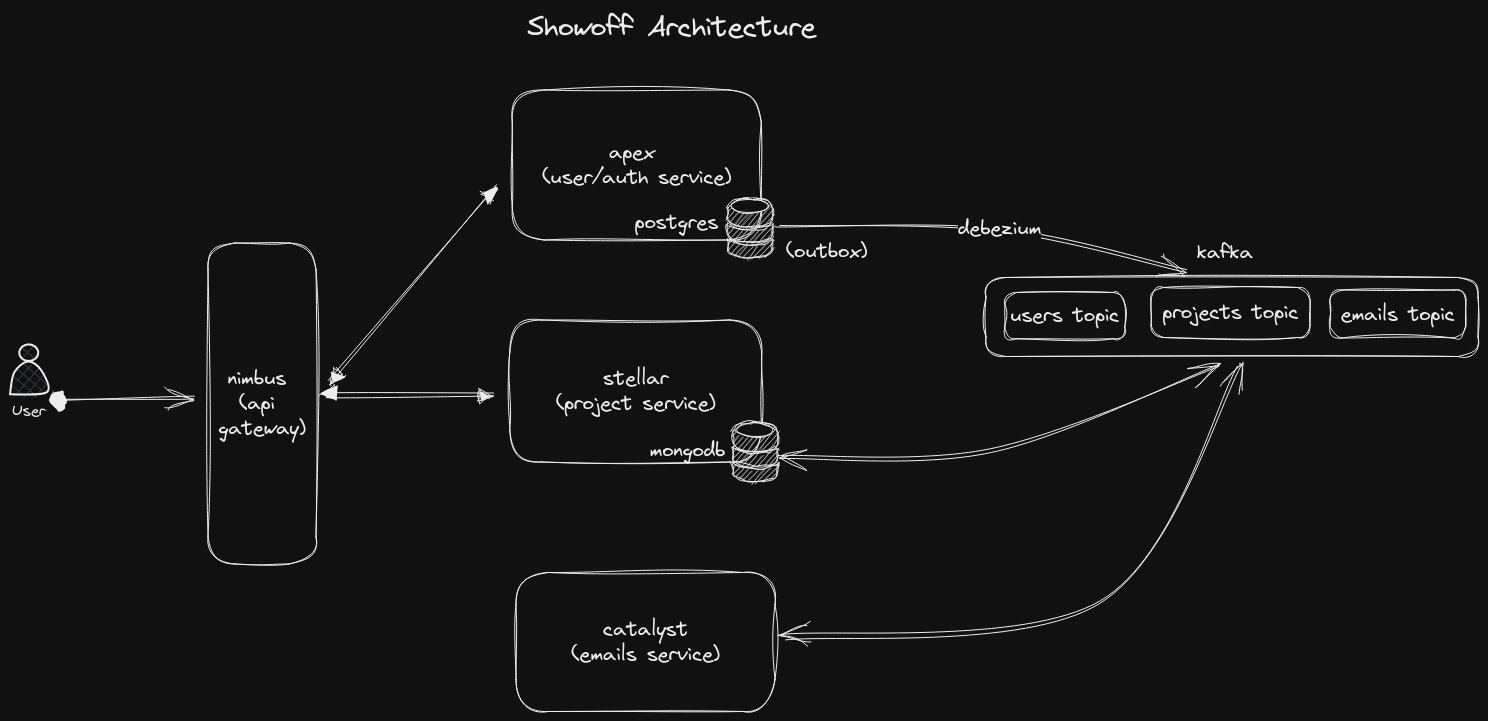 Showoff Architecture
apex
(user/auth service)
postgres
(outbox)
debezium
kafka
users topic
projects topic
emails topic
User
nimbus
(api
gateway)
stellar
(project service)
mongodb
catalyst
(emails service)